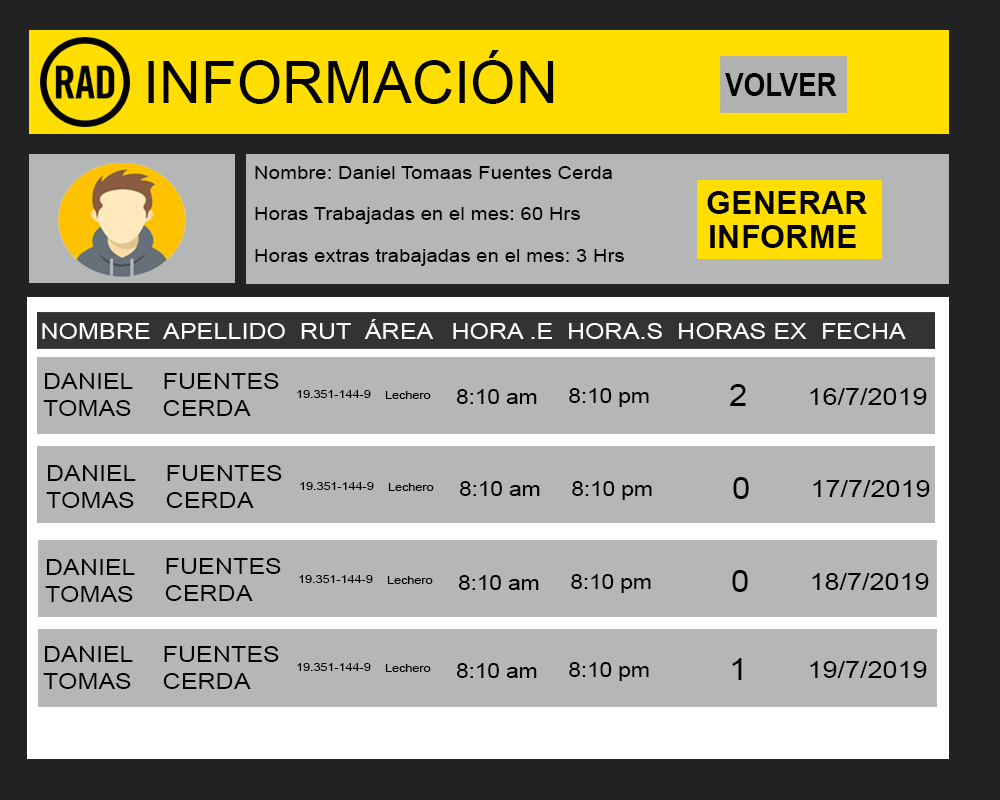 RAD INFORMACIÓN VOLVER
Nombre: Daniel Tomaas Fuentes Cerda
Horas Trabajadas en el mes: 60 Hrs
Horas extras trabajadas en el mes: 3 Hrs
GENERAR
INFORME
NOMBRE APELLIDO RUT ÁREA HORA .E HORA.S HORAS EX FECHA
DANIEL FUENTES
TOMAS CERDA
19.351-144-9 Lechero 8:10 am 8:10 pm 2 16/7/2019
DANIEL FUENTES
TOMAS CERDA
19.351-144-9 Lechero 8:10 am 8:10 pm 0 17/7/2019
DANIEL FUENTES
TOMAS CERDA
19.351-144-9 Lechero 8:10 am 8:10 pm 0 18/7/2019
DANIEL FUENTES
TOMAS CERDA
19.351-144-9 Lechero 8:10 am 8:10 pm 1 19/7/2019